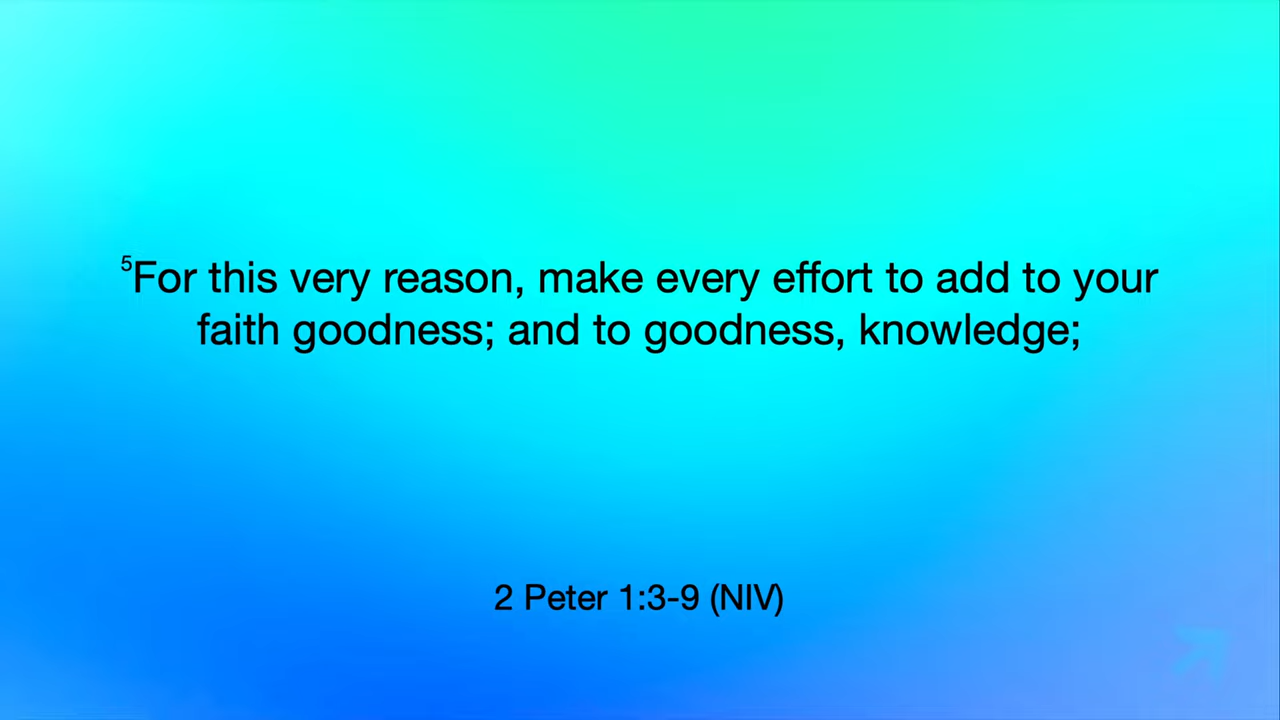 ⁵For this very reason, make every effort to add to your
faith goodness; and to goodness, knowledge;
2 Peter 1:3-9 (NIV)